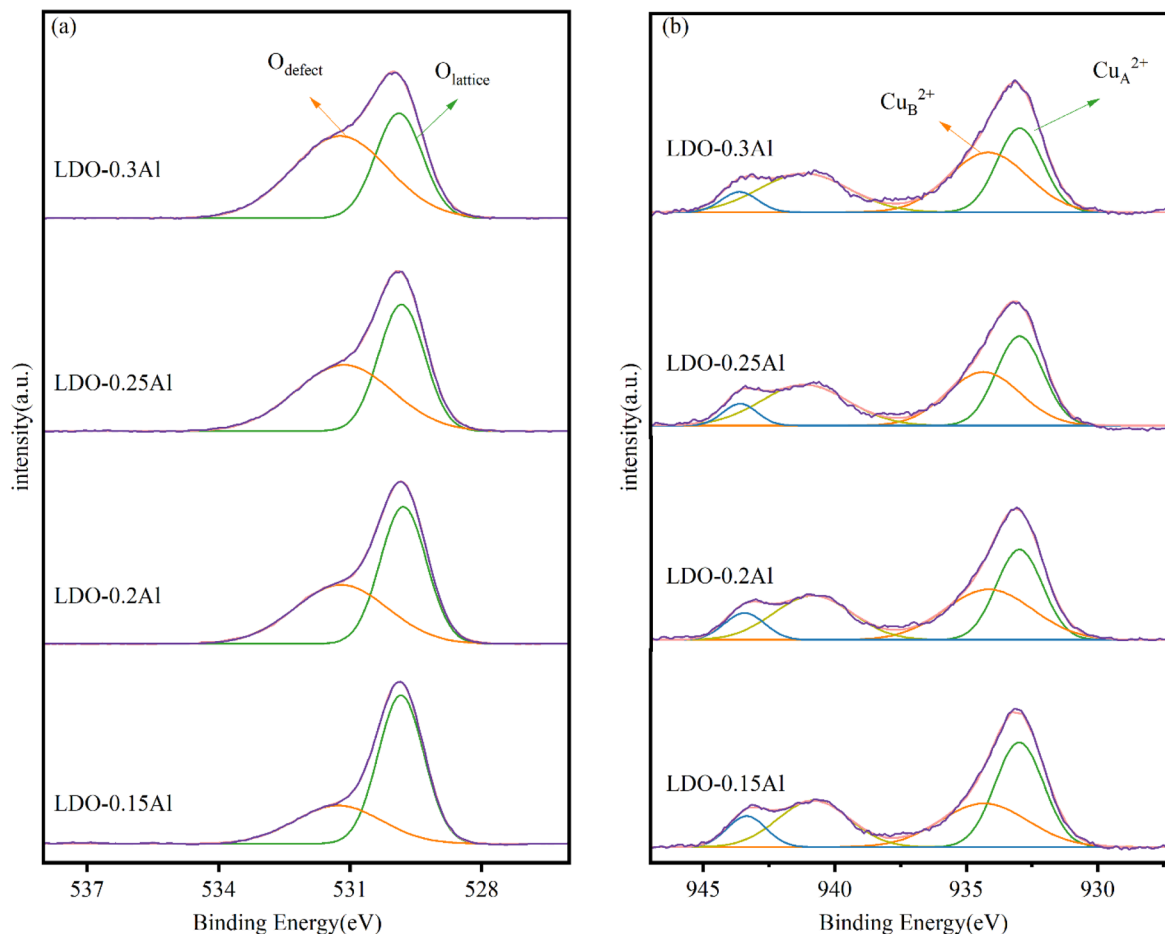 (a)
O_defect
O_lattice
LDO-0.3Al
LDO-0.25Al
LDO-0.2Al
LDO-0.15Al
intensity(a.u.)
537 534 531 528
Binding Energy(eV)
(b)
Cu_B^2+
Cu_A^2+
LDO-0.3Al
LDO-0.25Al
LDO-0.2Al
LDO-0.15Al
intensity(a.u.)
945 940 935 930
Binding Energy(eV)